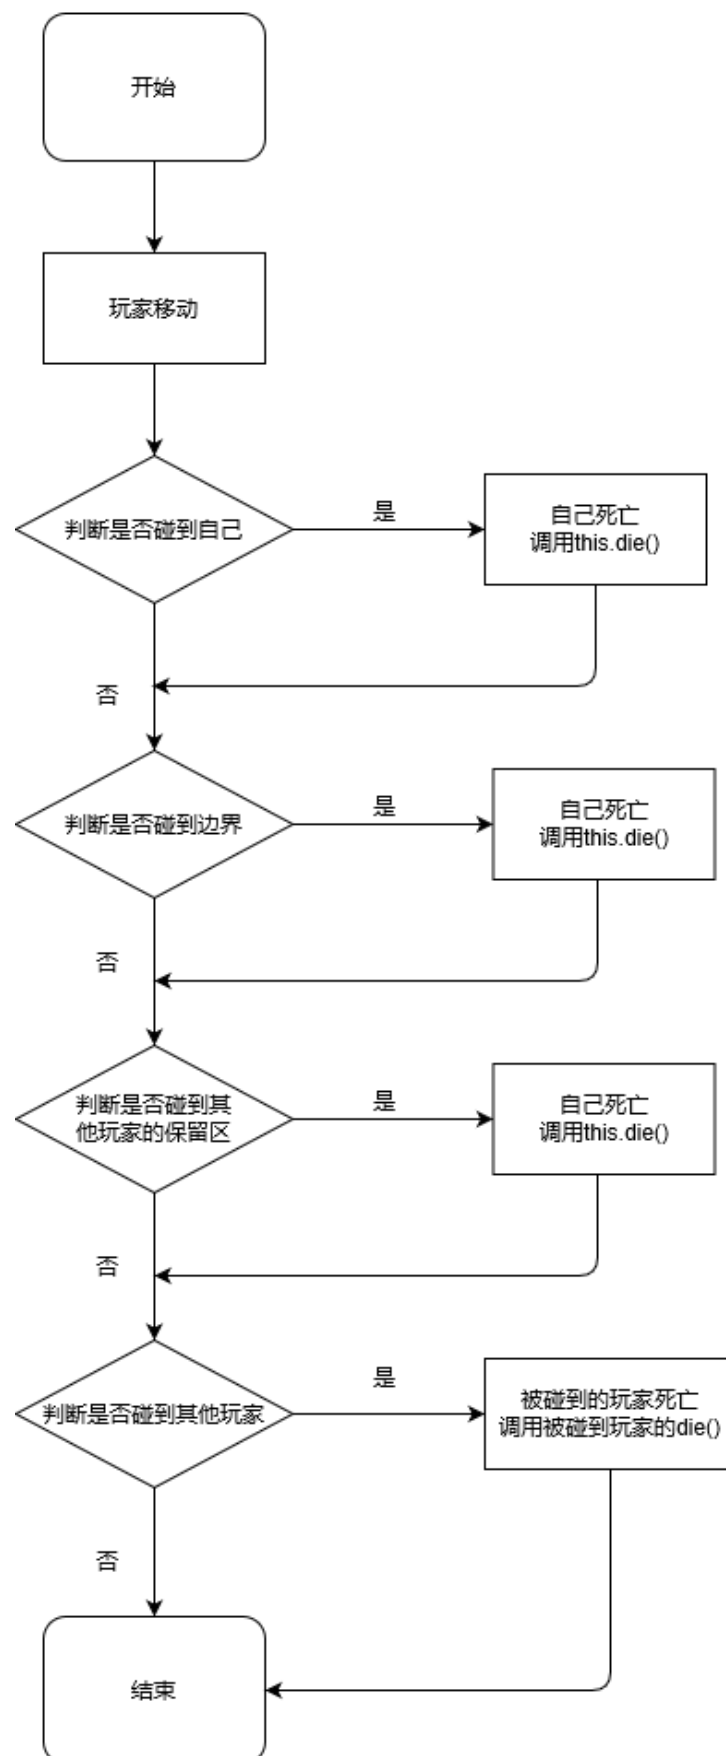 开始
玩家移动
判断是否碰到自己
是
自己死亡
调用this.die()
否
判断是否碰到边界
是
自己死亡
调用this.die()
否
判断是否碰到其
他玩家的保留区
是
自己死亡
调用this.die()
否
判断是否碰到其他玩家
是
被碰到的玩家死亡
调用被碰到玩家的die()
否
结束